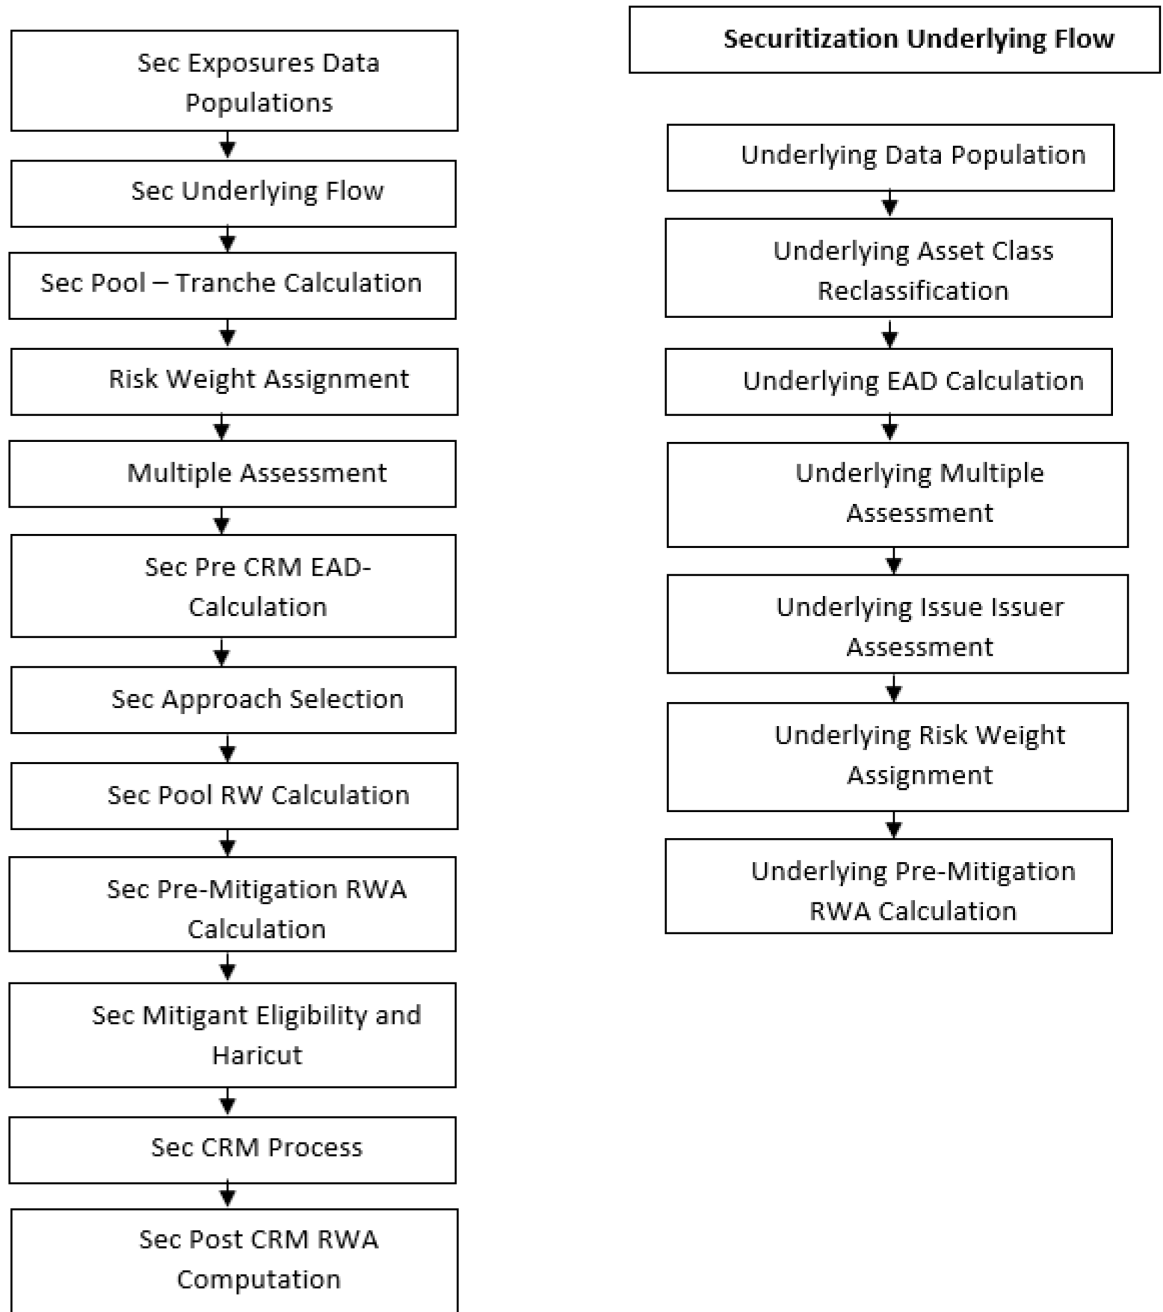 Sec Exposures Data
Populations
Sec Underlying Flow
Sec Pool – Tranche Calculation
Risk Weight Assignment
Multiple Assessment
Sec Pre CRM EAD-
Calculation
Sec Approach Selection
Sec Pool RW Calculation
Sec Pre-Mitigation RWA
Calculation
Sec Mitigant Eligibility and
Haricut
Sec CRM Process
Sec Post CRM RWA
Computation
Securitization Underlying Flow
Underlying Data Population
Underlying Asset Class
Reclassification
Underlying EAD Calculation
Underlying Multiple
Assessment
Underlying Issue Issuer
Assessment
Underlying Risk Weight
Assignment
Underlying Pre-Mitigation
RWA Calculation